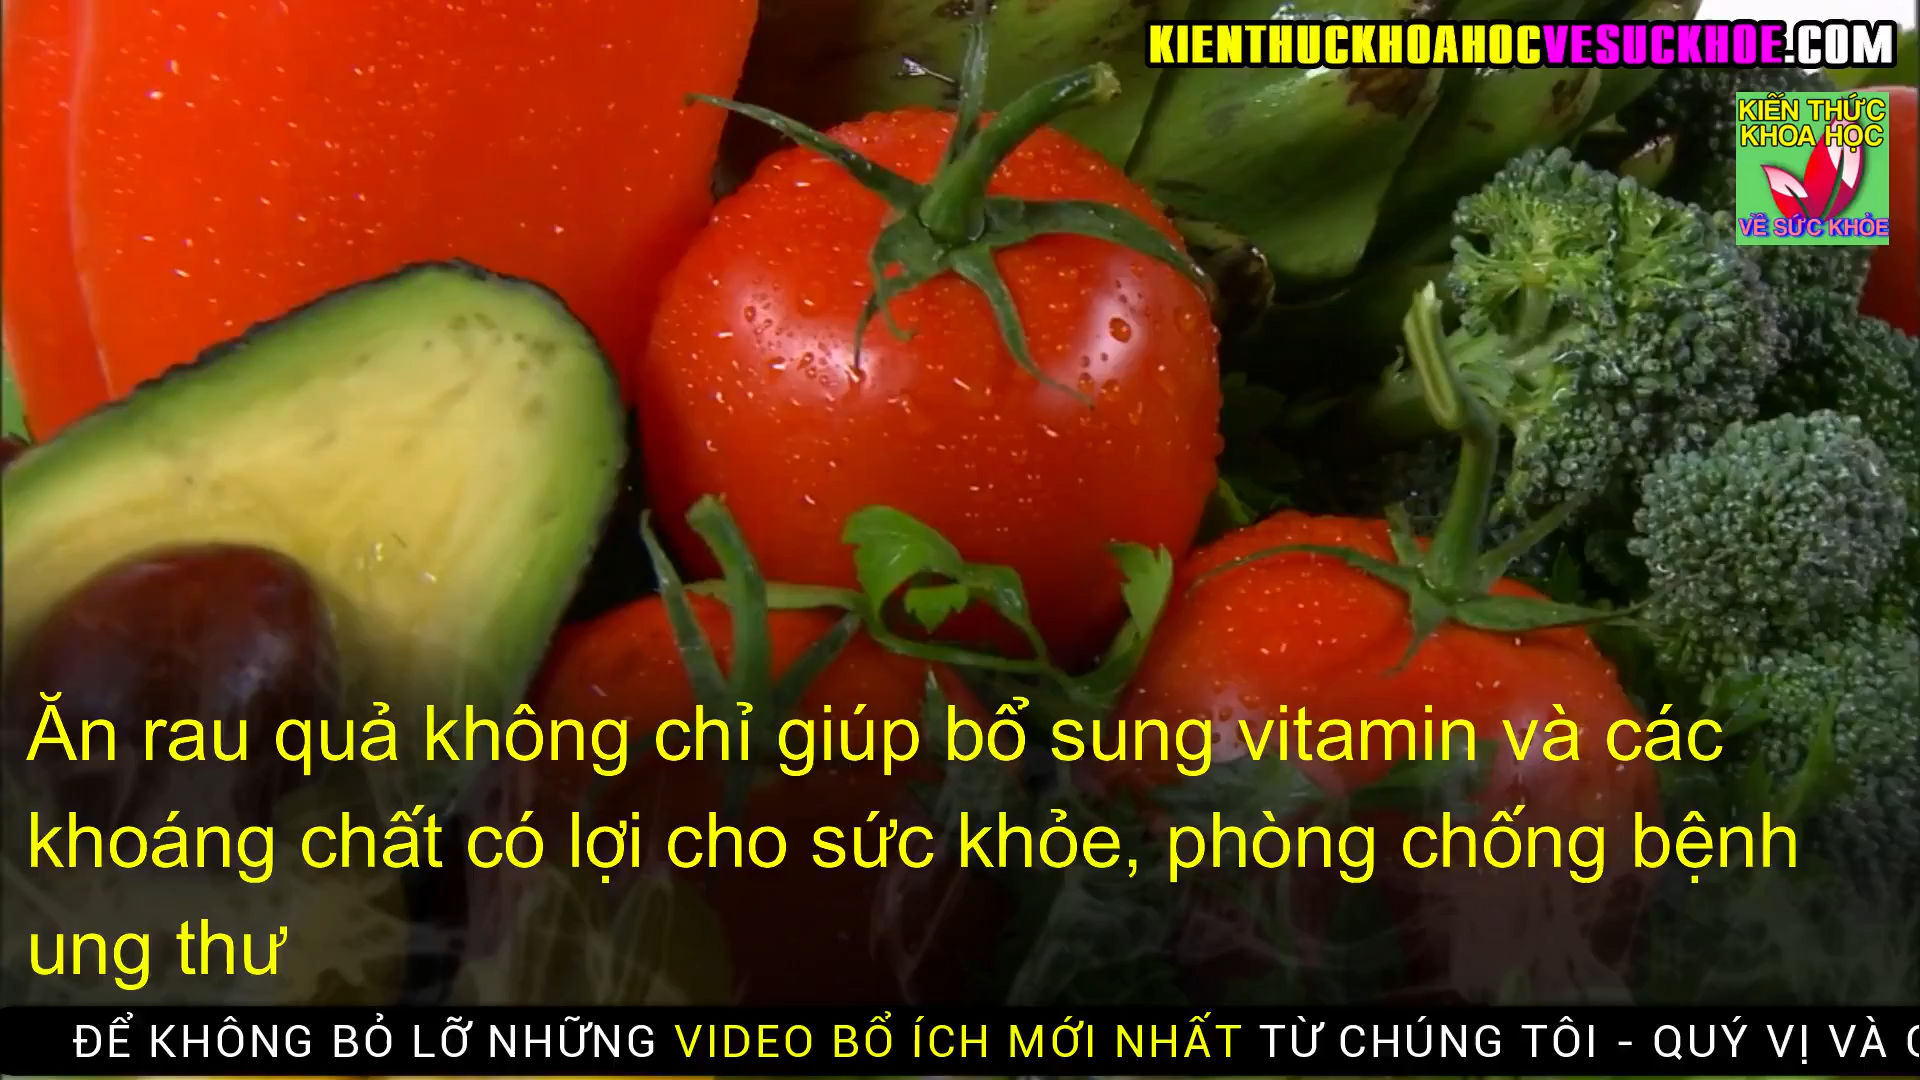 KIENTHUCKHOAHOCVESUCKHOE.COM
KIẾN THỨC
KHOA HỌC
VỀ SỨC KHỎE
Ăn rau quả không chỉ giúp bổ sung vitamin và các
khoáng chất có lợi cho sức khỏe, phòng chống bệnh
ung thư
ĐỂ KHÔNG BỎ LỠ NHỮNG VIDEO BỔ ÍCH MỚI NHẤT TỪ CHÚNG TÔI - QUÝ VỊ VÀ